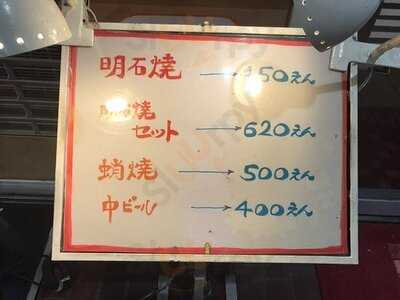 明石焼 → 50えん
焼
セット → 620えん
蛸焼 → 500えん
中ビール → 400えん